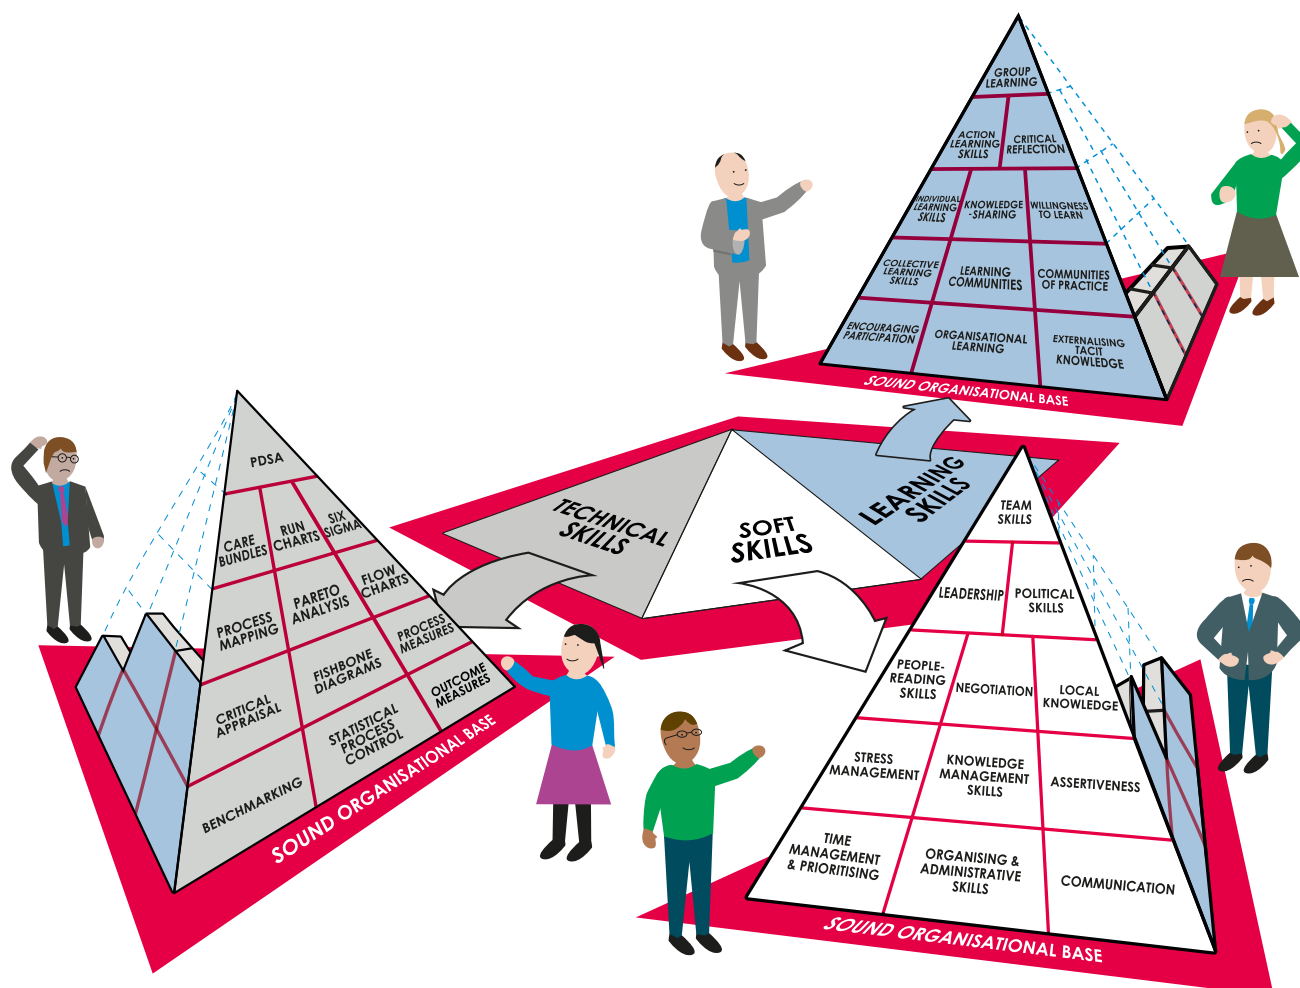 GROUP
LEARNING
ACTION
LEARNING
SKILLS
CRITICAL
REFLECTION
INDIVIDUAL
LEARNING
SKILLS
KNOWLEDGE
-SHARING
WILLINGNESS
TO LEARN
COLLECTIVE
LEARNING
SKILLS
LEARNING
COMMUNITIES
COMMUNITIES
OF PRACTICE
ENCOURAGING
PARTICIPATION
ORGANISATIONAL
LEARNING
EXTERNALISING
TACIT
KNOWLEDGE
SOUND ORGANISATIONAL BASE
TECHNICAL
SKILLS
SOFT
SKILLS
LEARNING
SKILLS
PDSA
CARE
BUNDLES
RUN
CHARTS
SIX
SIGMA
PROCESS
MAPPING
PARETO
ANALYSIS
FLOW
CHARTS
CRITICAL
APPRAISAL
FISHBONE
DIAGRAMS
PROCESS
MEASURES
BENCHMARKING
STATISTICAL
PROCESS
CONTROL
OUTCOME
MEASURES
SOUND ORGANISATIONAL BASE
TEAM
SKILLS
LEADERSHIP
POLITICAL
SKILLS
PEOPLE-
READING
SKILLS
NEGOTIATION
LOCAL
KNOWLEDGE
STRESS
MANAGEMENT
KNOWLEDGE
MANAGEMENT
SKILLS
ASSERTIVENESS
TIME
MANAGEMENT
& PRIORITISING
ORGANISING &
ADMINISTRATIVE
SKILLS
COMMUNICATION
SOUND ORGANISATIONAL BASE